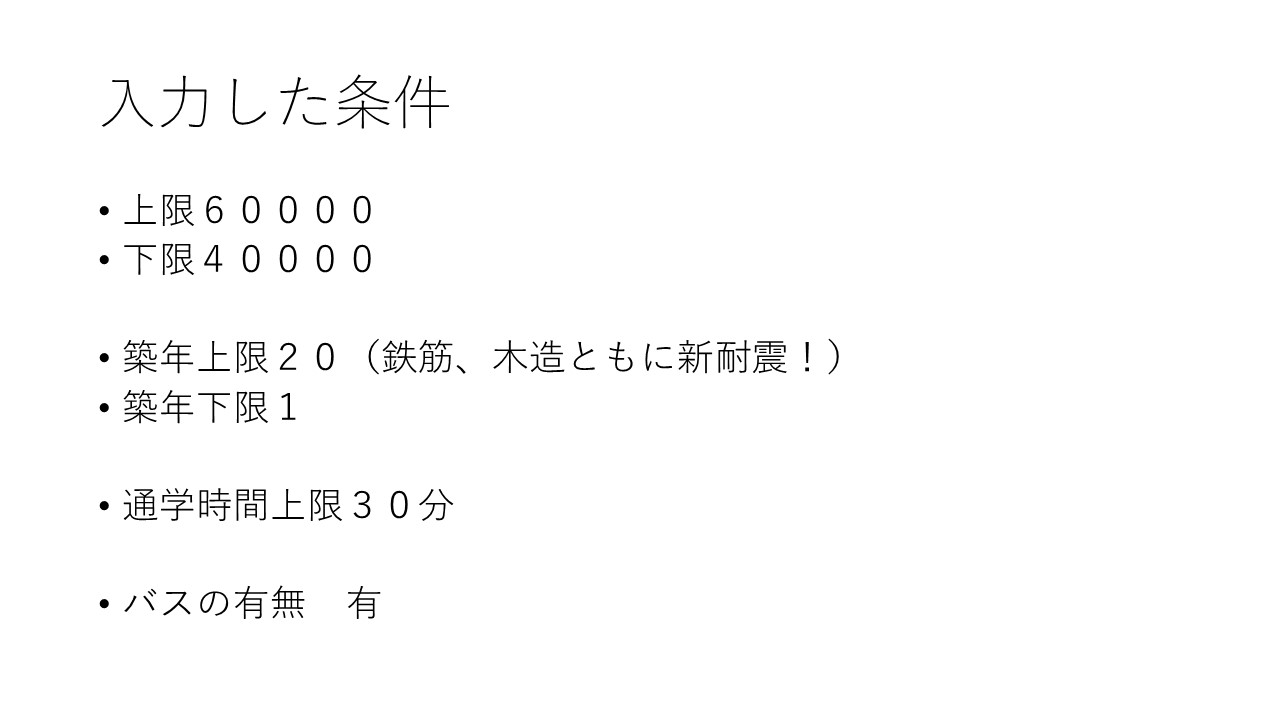 入力した条件
• 上限６００００
• 下限４００００
• 築年上限２０（鉄筋、木造ともに新耐震！）
• 築年下限１
• 通学時間上限３０分
• バスの有無　有